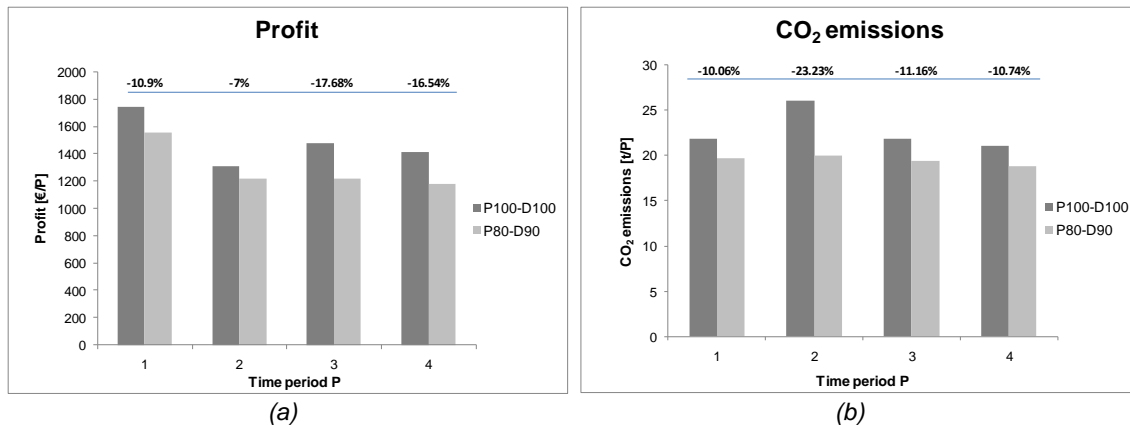 Profit
-10.9% -7% -17.68% -16.54%
2000
1800
1600
1400
1200
1000
800
600
400
200
0
Profit [€/P]
1 2 3 4
Time period P
P100-D100
P80-D90
(a)
CO₂ emissions
-10.06% -23.23% -11.16% -10.74%
30
25
20
15
10
5
0
CO₂ emissions [t/P]
1 2 3 4
Time period P
P100-D100
P80-D90
(b)